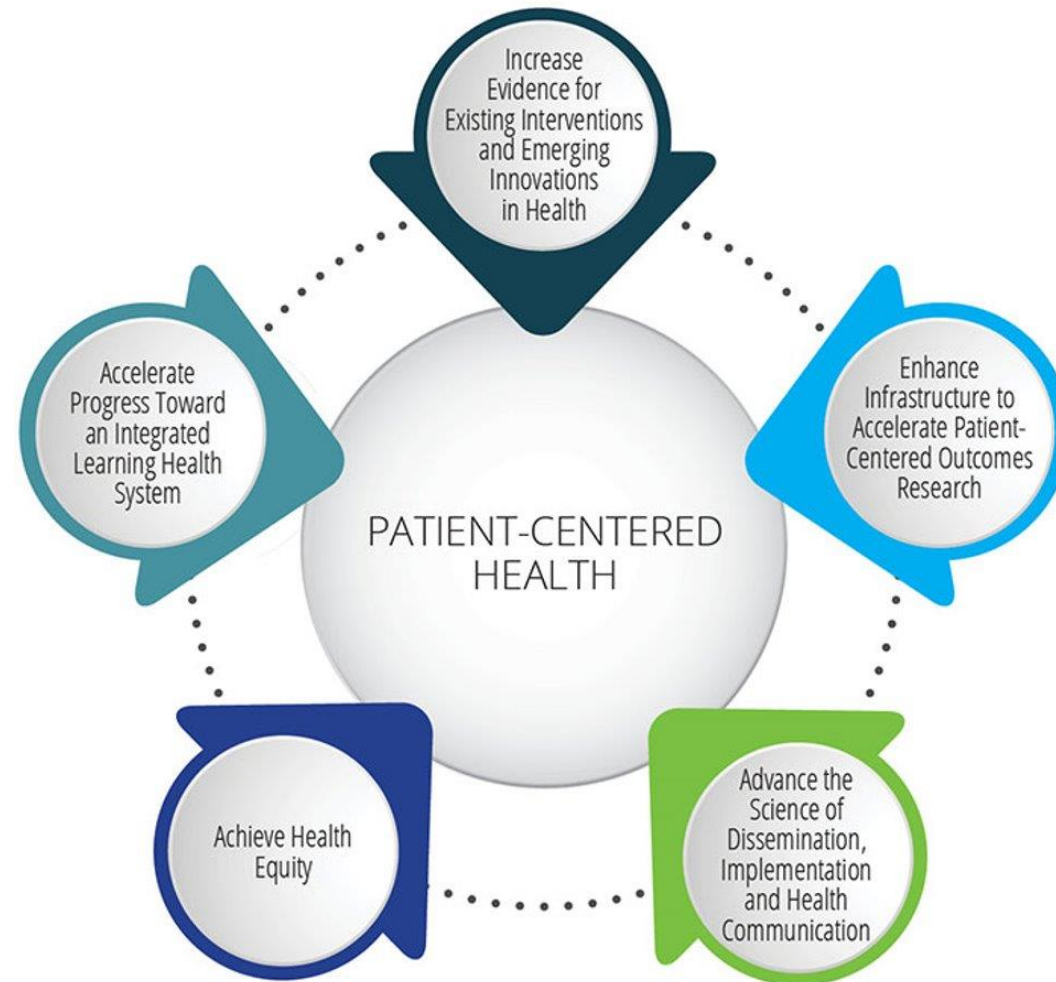 Increase
Evidence for
Existing Interventions
and Emerging
Innovations
in Health
Enhance
Infrastructure to
Accelerate Patient-
Centered Outcomes
Research
Advance the
Science of
Dissemination,
Implementation
and Health
Communication
Achieve Health
Equity
Accelerate
Progress Toward
an Integrated
Learning Health
System
PATIENT-CENTERED
HEALTH